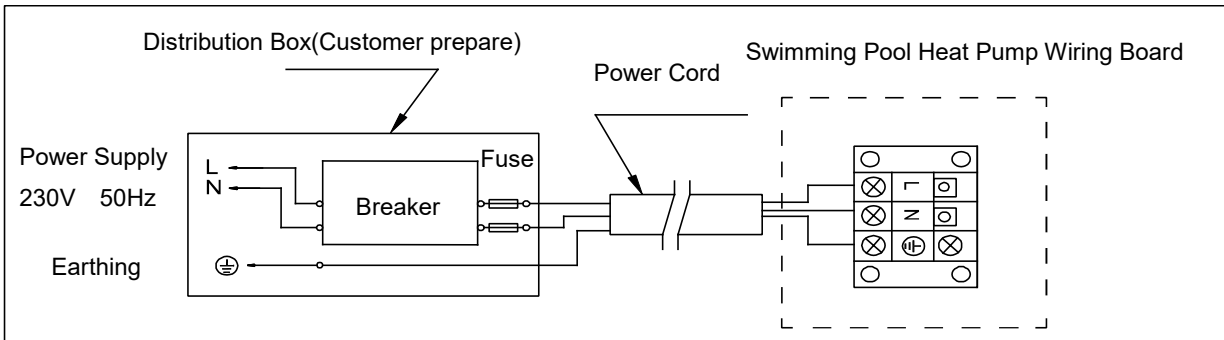 Distribution Box(Customer prepare)
Power Cord
Swimming Pool Heat Pump Wiring Board
Power Supply
230V 50Hz
L
N
Fuse
Breaker
Earthing
L
N